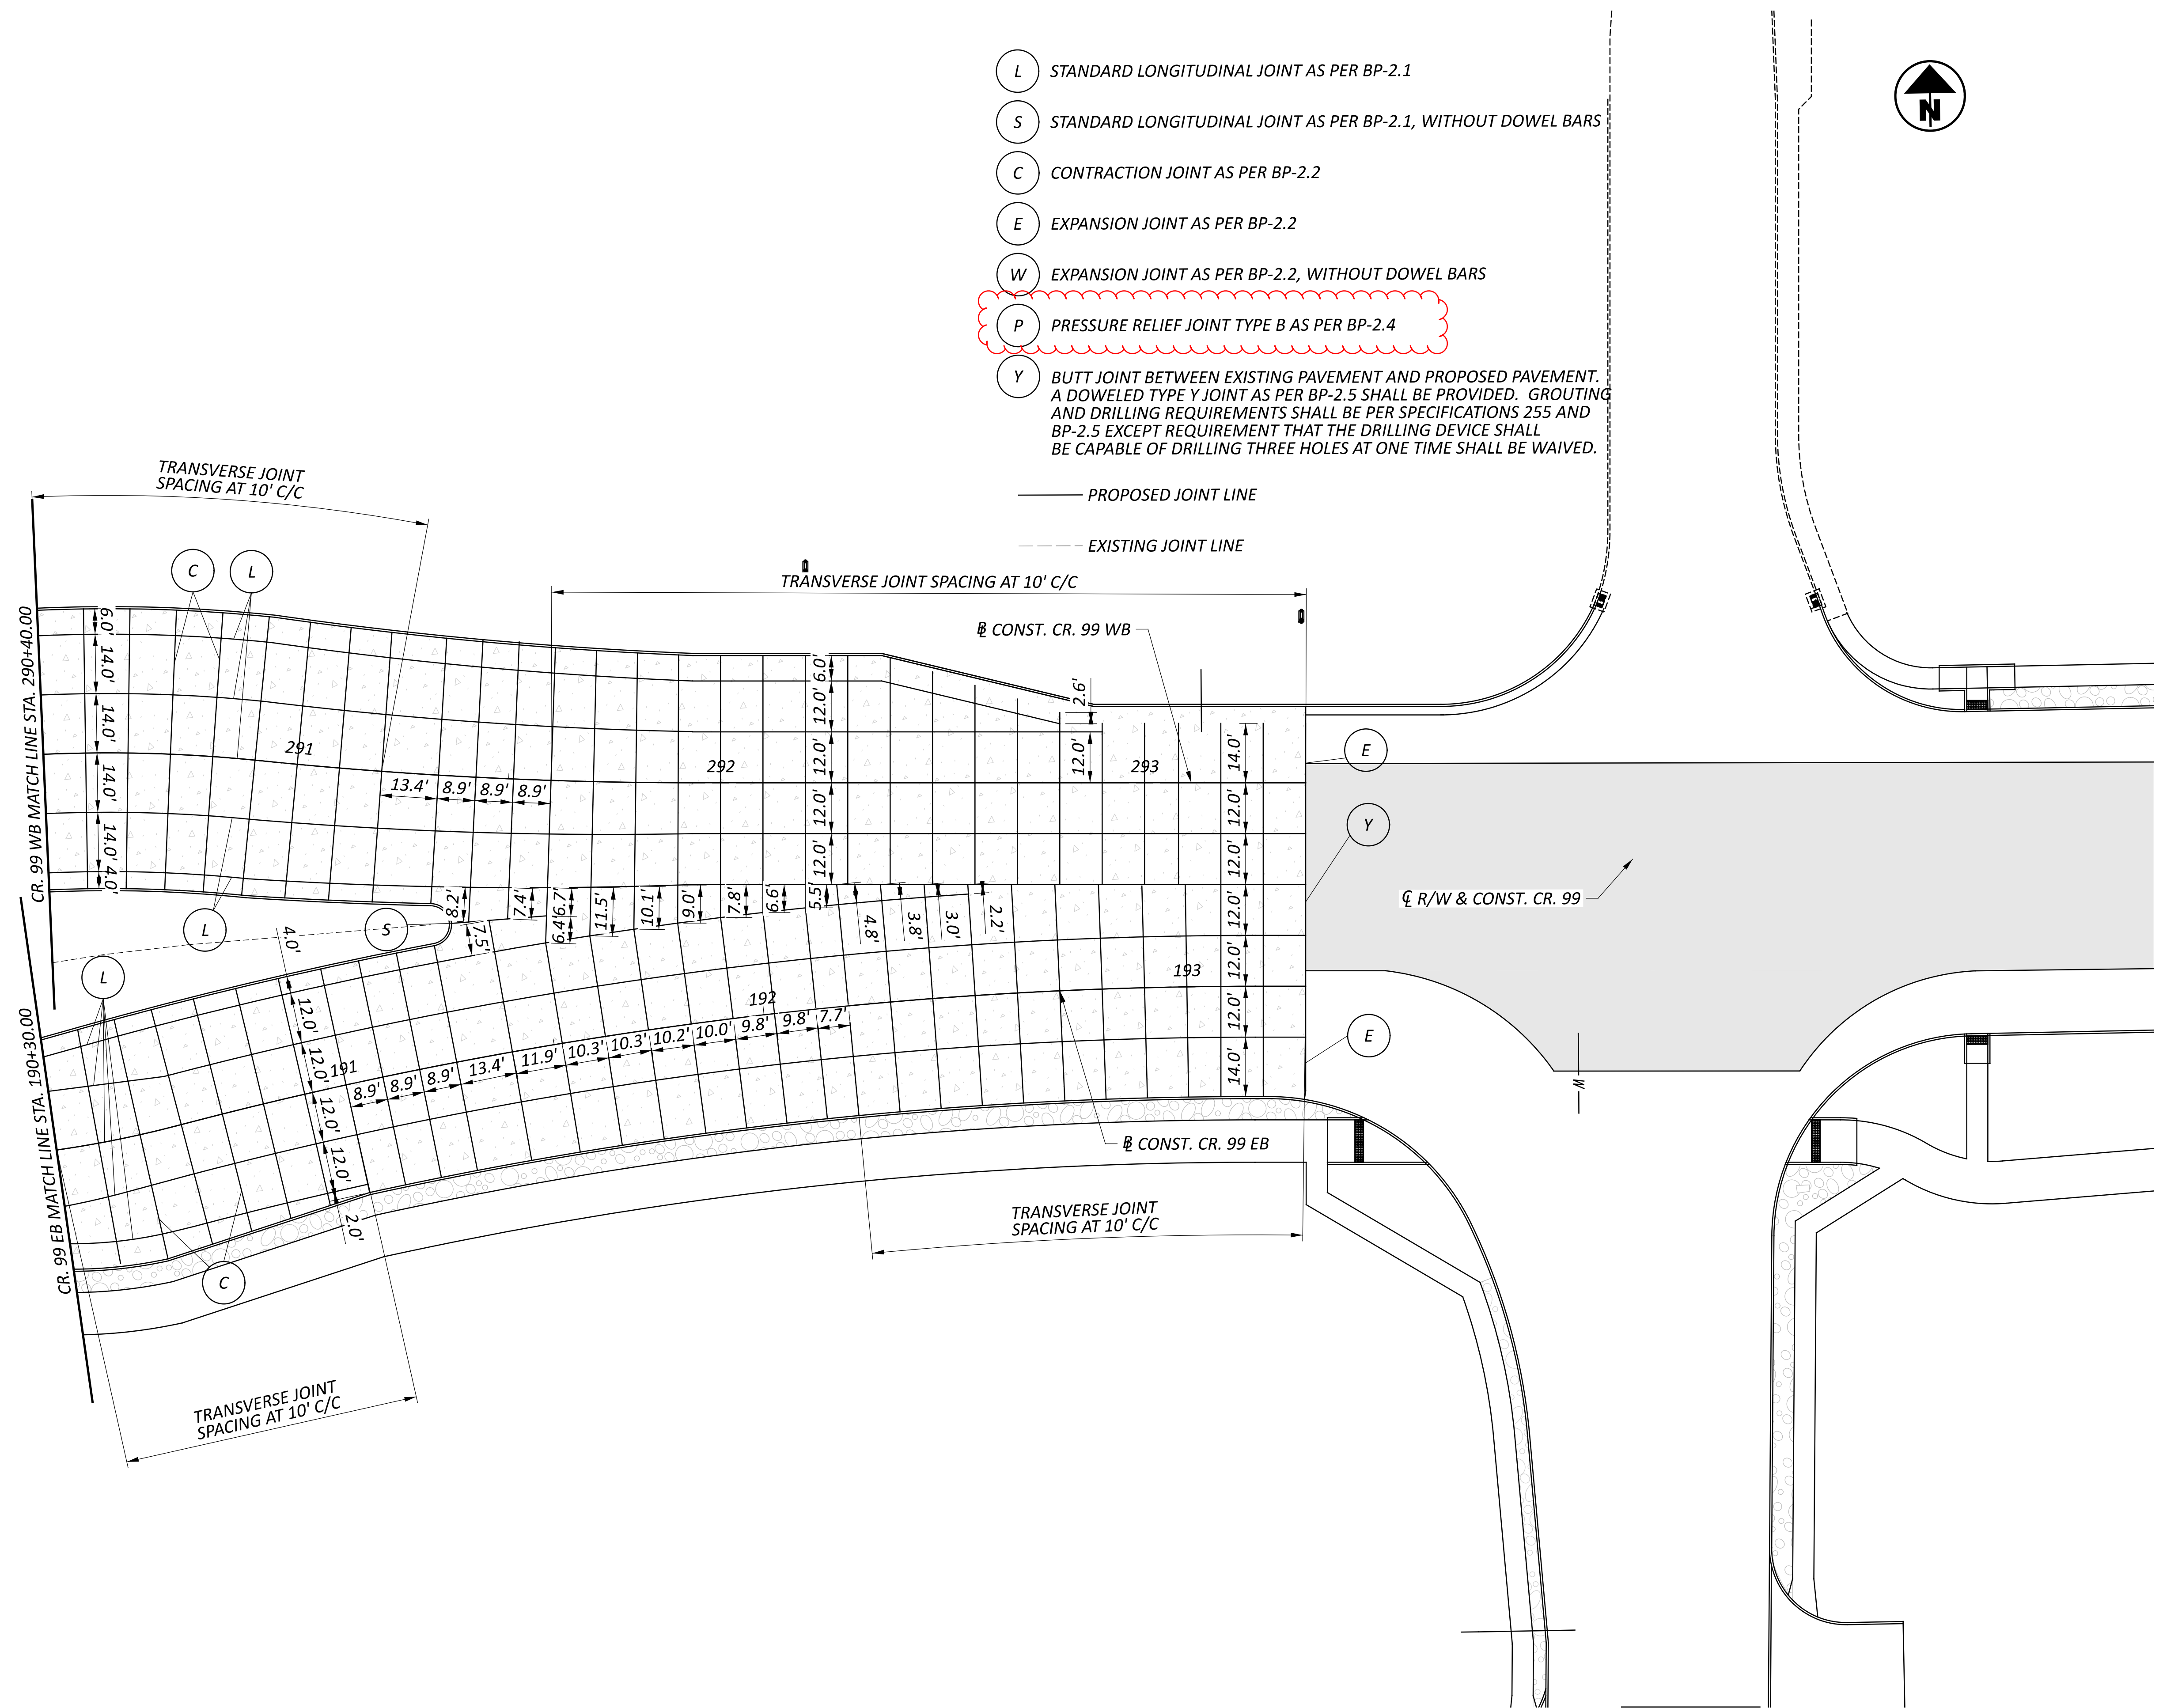 L STANDARD LONGITUDINAL JOINT AS PER BP-2.1
S STANDARD LONGITUDINAL JOINT AS PER BP-2.1, WITHOUT DOWEL BARS
C CONTRACTION JOINT AS PER BP-2.2
E EXPANSION JOINT AS PER BP-2.2
W EXPANSION JOINT AS PER BP-2.2, WITHOUT DOWEL BARS
P PRESSURE RELIEF JOINT TYPE B AS PER BP-2.4
Y BUTT JOINT BETWEEN EXISTING PAVEMENT AND PROPOSED PAVEMENT.
A DOWELED TYPE Y JOINT AS PER BP-2.5 SHALL BE PROVIDED. GROUTING
AND DRILLING REQUIREMENTS SHALL BE PER SPECIFICATIONS 255 AND
BP-2.5 EXCEPT REQUIREMENT THAT THE DRILLING DEVICE SHALL
BE CAPABLE OF DRILLING THREE HOLES AT ONE TIME SHALL BE WAIVED.
PROPOSED JOINT LINE
EXISTING JOINT LINE
N
TRANSVERSE JOINT
SPACING AT 10' C/C
C
L
TRANSVERSE JOINT SPACING AT 10' C/C
℄ CONST. CR. 99 WB
CR. 99 WB MATCH LINE STA. 290+40.00
6.0'
14.0'
14.0'
14.0'
14.0'
4.0'
291
13.4'
8.9'
8.9'
8.9'
292
6.0'
12.0'
12.0'
12.0'
12.0'
2.6'
12.0'
293
14.0'
12.0'
12.0'
12.0'
12.0'
12.0'
14.0'
E
Y
℄ R/W & CONST. CR. 99
E
L
S
4.0'
8.2'
7.5'
7.4'
6.7'
6.4'
11.5'
10.1'
9.0'
7.8'
6.6'
5.5'
4.8'
3.8'
3.0'
2.2'
193
192
191
L
CR. 99 EB MATCH LINE STA. 190+30.00
12.0'
12.0'
12.0'
12.0'
2.0'
8.9'
8.9'
8.9'
13.4'
11.9'
10.3'
10.3'
10.2'
10.0'
9.8'
9.8'
7.7'
W
℄ CONST. CR. 99 EB
C
TRANSVERSE JOINT
SPACING AT 10' C/C
TRANSVERSE JOINT
SPACING AT 10' C/C